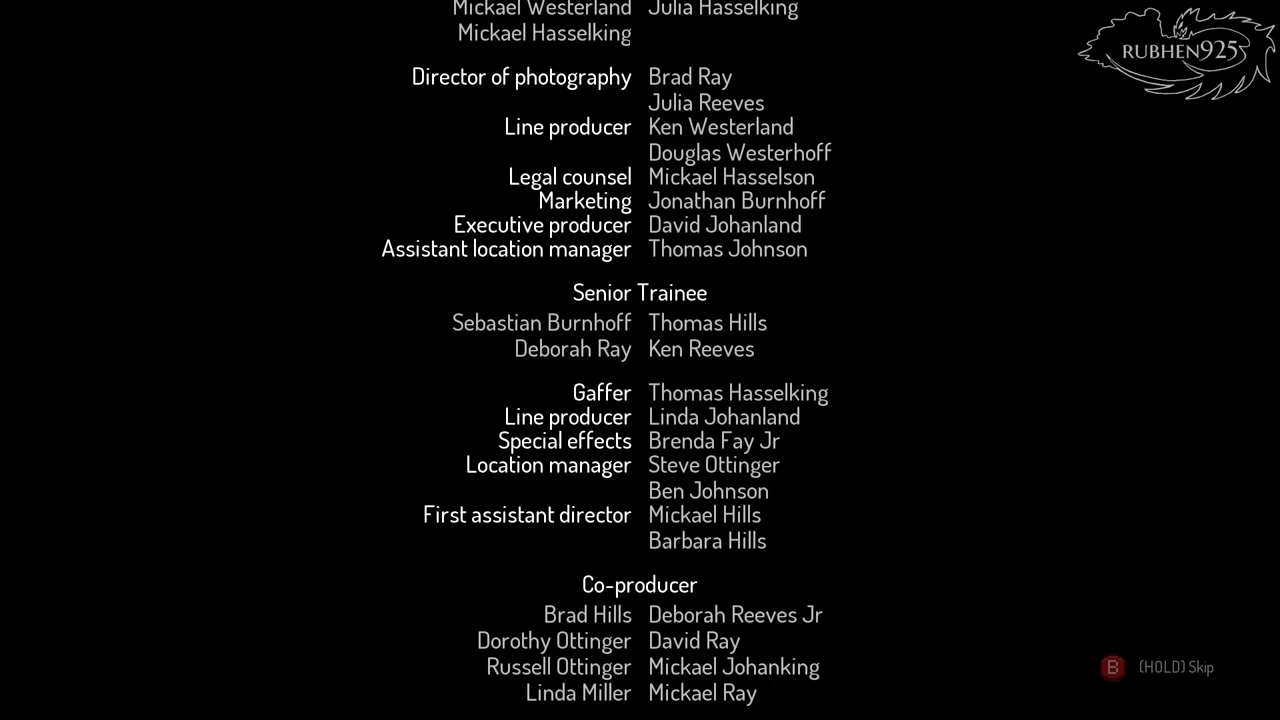 Mickael Westerland Julia Hasselking
Mickael Hasselking
Director of photography Brad Ray
Julia Reeves
Line producer Ken Westerland
Douglas Westerhoff
Legal counsel Mickael Hasselson
Marketing Jonathan Burnhoff
Executive producer David Johanland
Assistant location manager Thomas Johnson
Senior Trainee
Sebastian Burnhoff Thomas Hills
Deborah Ray Ken Reeves
Gaffer Thomas Hasselking
Line producer Linda Johanland
Special effects Brenda Fay Jr
Location manager Steve Ottinger
Ben Johnson
First assistant director Mickael Hills
Barbara Hills
Co-producer
Brad Hills Deborah Reeves Jr
Dorothy Ottinger David Ray
Russell Ottinger Mickael Johanking
Linda Miller Mickael Ray
RUBHEN925
B (HOLD) Skip